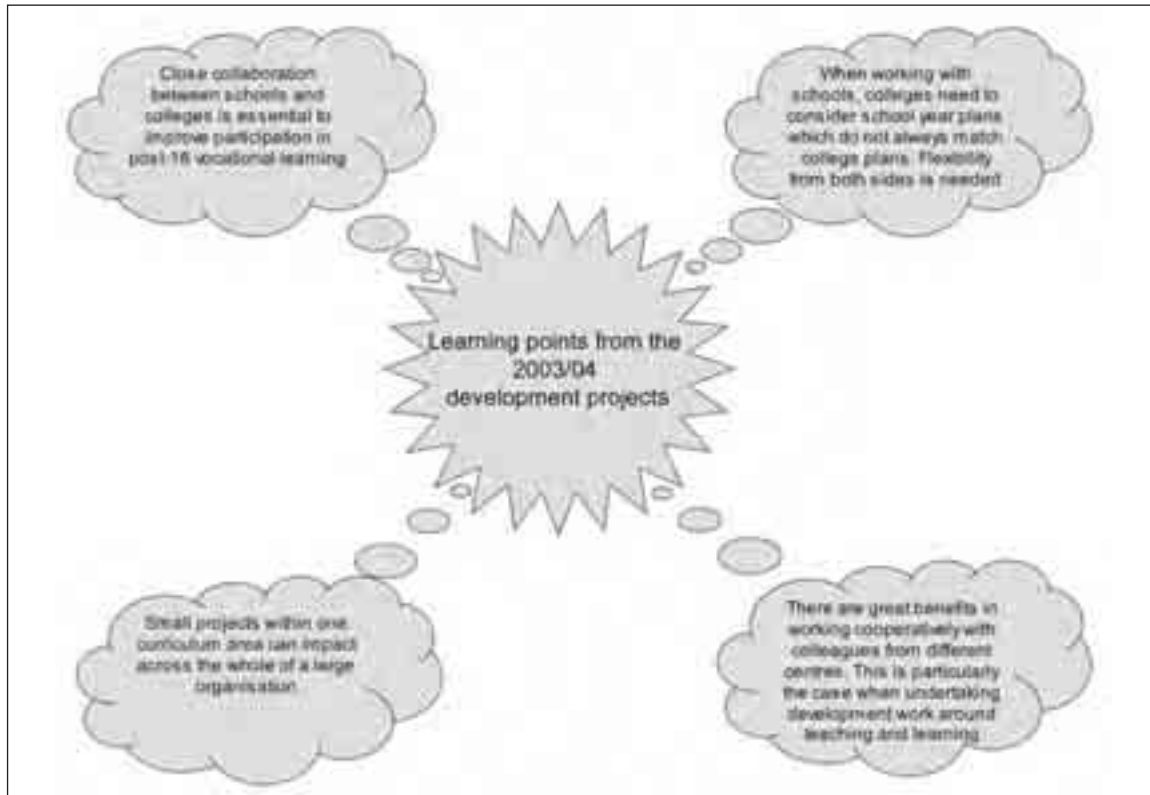 Close collaboration
between schools and
colleges is essential to
improve participation in
post-16 vocational learning
When working with
schools, colleges need to
consider school year plans
which do not always match
college plans. Flexibility
from both sides is needed
Learning points from the
2003/04
development projects
Small projects within one
curriculum area can impact
across the whole of a large
organisation
There are great benefits in
working cooperatively with
colleagues from different
centres. This is particularly
the case when undertaking
development work around
teaching and learning